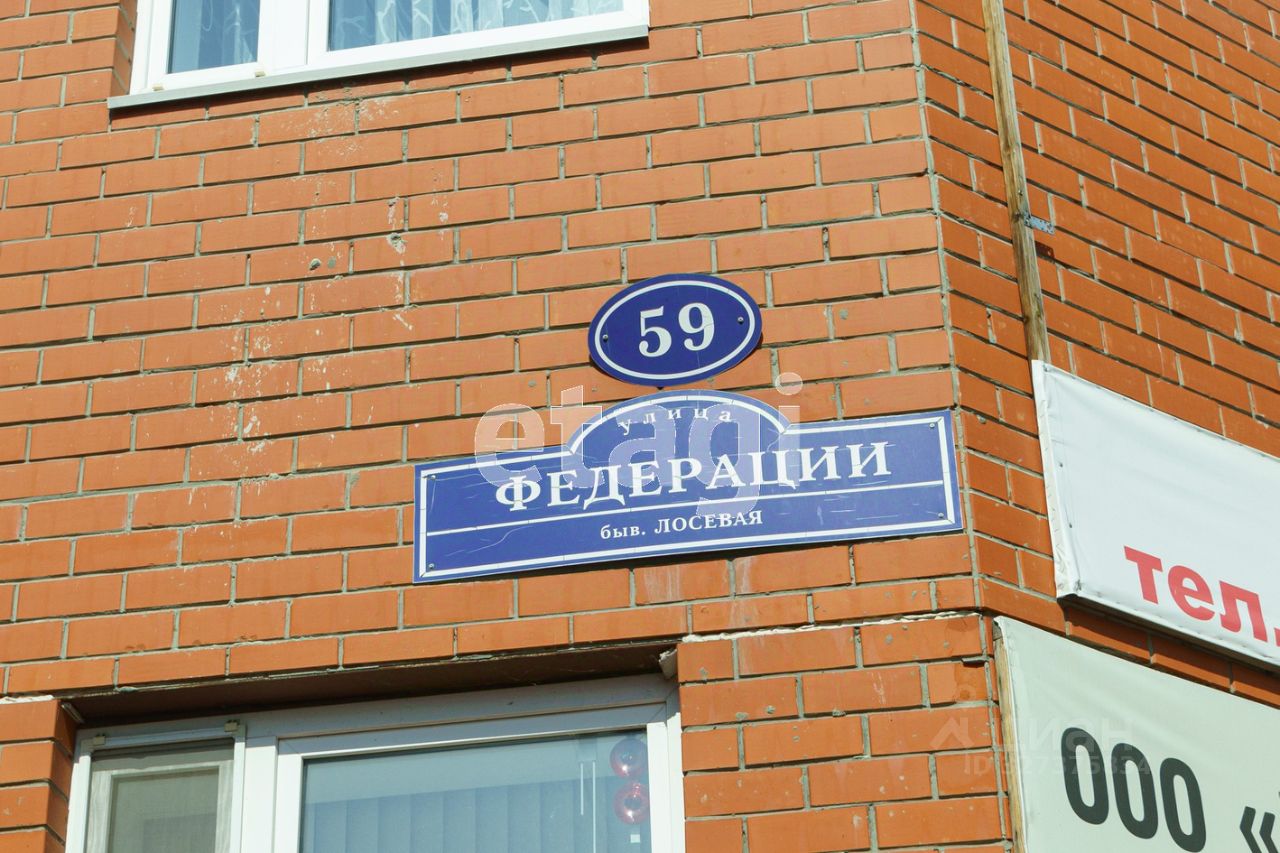 59
улица
ФЕДЕРАЦИИ
быв. ЛОСЕВАЯ
etagi
тел.
ООО «